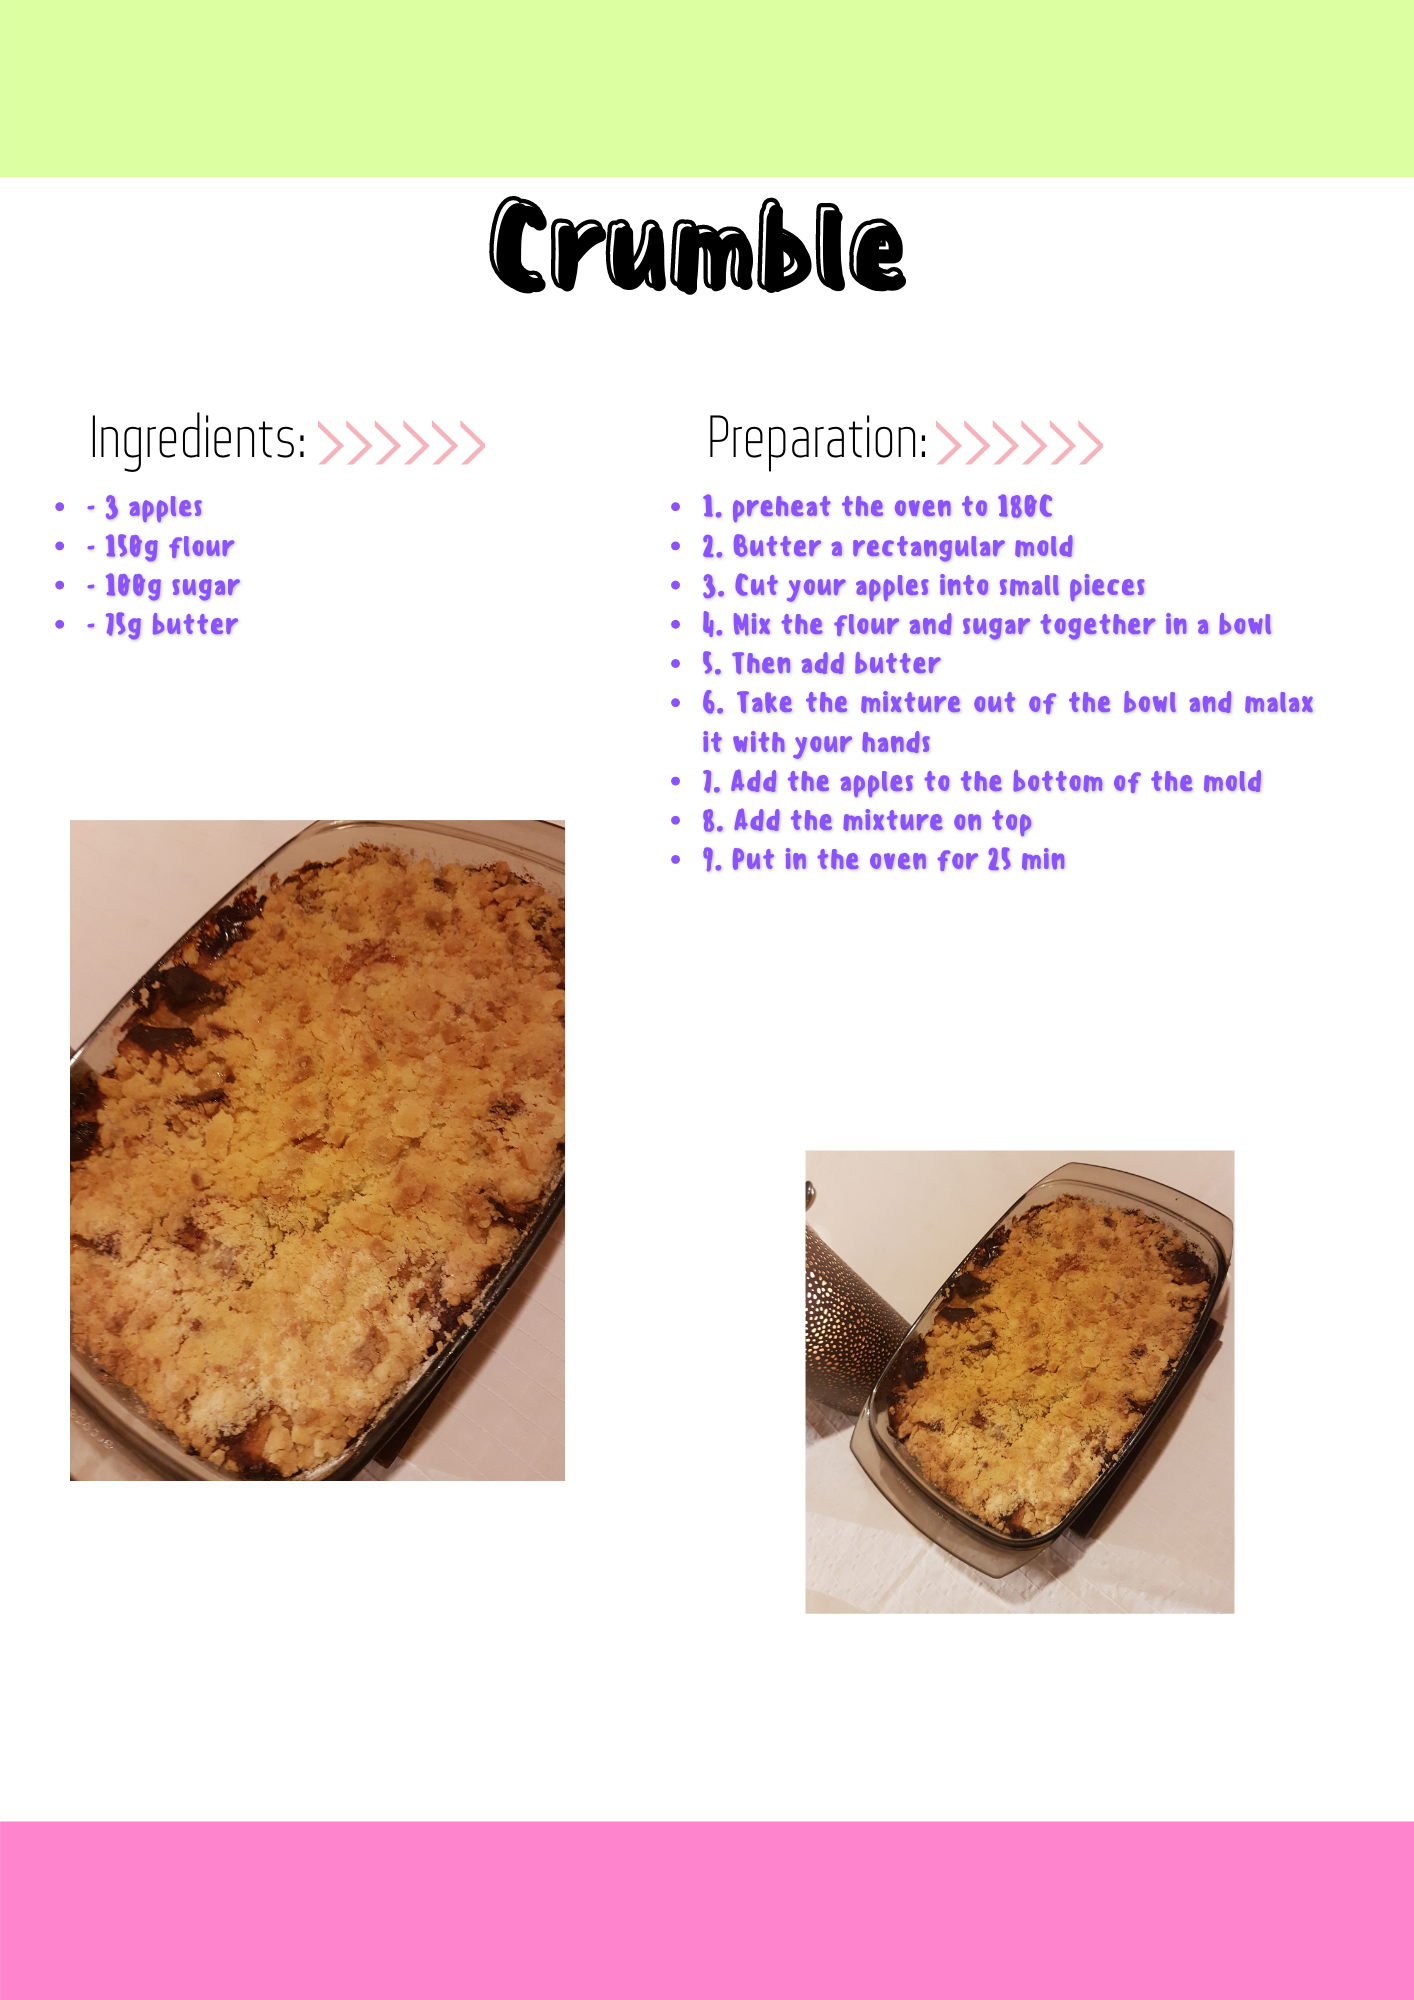 Crumble
Ingredients:
• - 3 apples
• - 150g flour
• - 100g sugar
• - 75g butter
Preparation:
• 1. preheat the oven to 180C
• 2. Butter a rectangular mold
• 3. Cut your apples into small pieces
• 4. Mix the flour and sugar together in a bowl
• 5. Then add butter
• 6. Take the mixture out of the bowl and malax
it with your hands
• 7. Add the apples to the bottom of the mold
• 8. Add the mixture on top
• 9. Put in the oven for 25 min